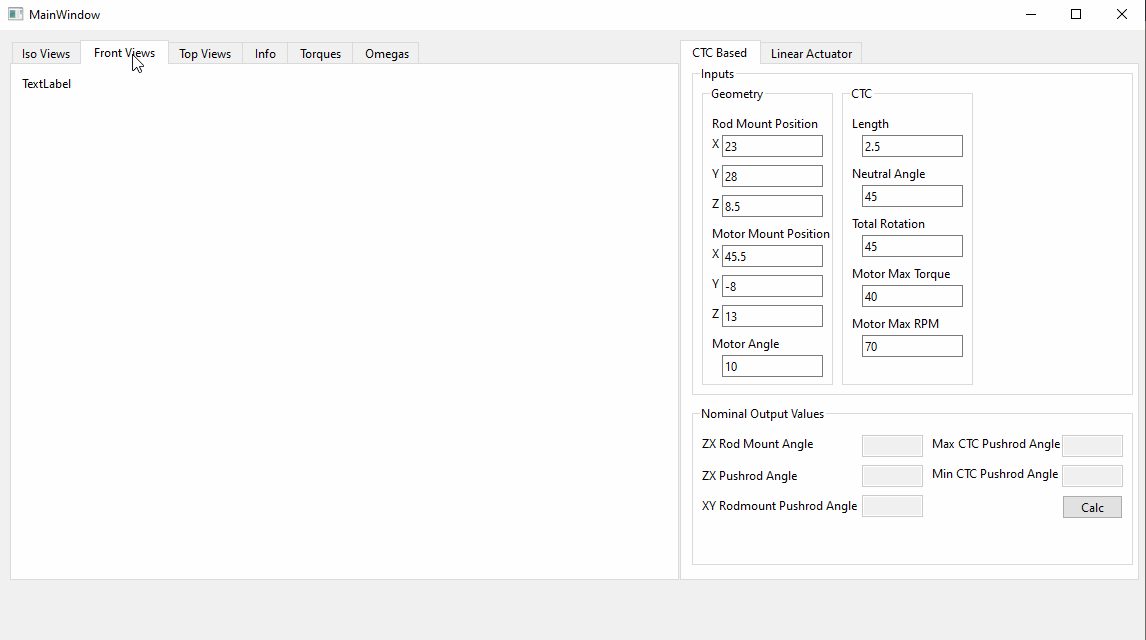 MainWindow
Iso Views
Front Views
Top Views
Info
Torques
Omegas
TextLabel
CTC Based
Linear Actuator
Inputs
Geometry
Rod Mount Position
X 23
Y 28
Z 8.5
Motor Mount Position
X 45.5
Y -8
Z 13
Motor Angle
10
CTC
Length
2.5
Neutral Angle
45
Total Rotation
45
Motor Max Torque
40
Motor Max RPM
70
Nominal Output Values
ZX Rod Mount Angle
Max CTC Pushrod Angle
ZX Pushrod Angle
Min CTC Pushrod Angle
XY Rodmount Pushrod Angle
Calc